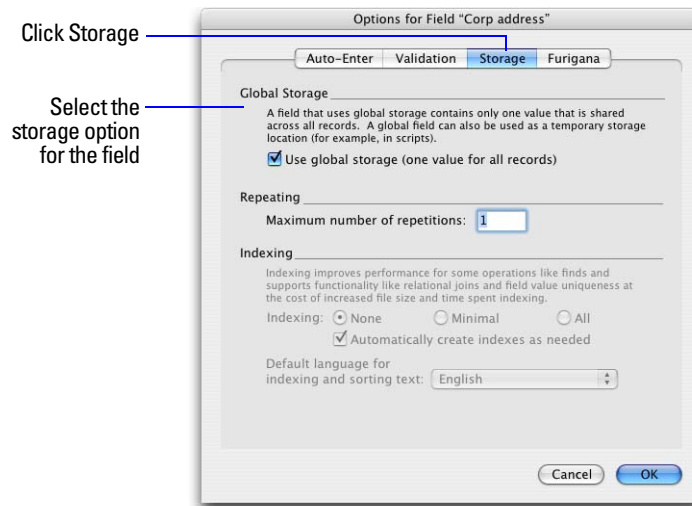 Options for Field “Corp address”
Click Storage
Auto-Enter Validation Storage Furigana
Select the
storage option
for the field
Global Storage
A field that uses global storage contains only one value that is shared
across all records. A global field can also be used as a temporary storage
location (for example, in scripts).
Use global storage (one value for all records)
Repeating
Maximum number of repetitions: 1
Indexing
Indexing improves performance for some operations like finds and
supports functionality like relational joins and field value uniqueness at
the cost of increased file size and time spent indexing.
Indexing: None Minimal All
Automatically create indexes as needed
Default language for
indexing and sorting text: English
Cancel OK